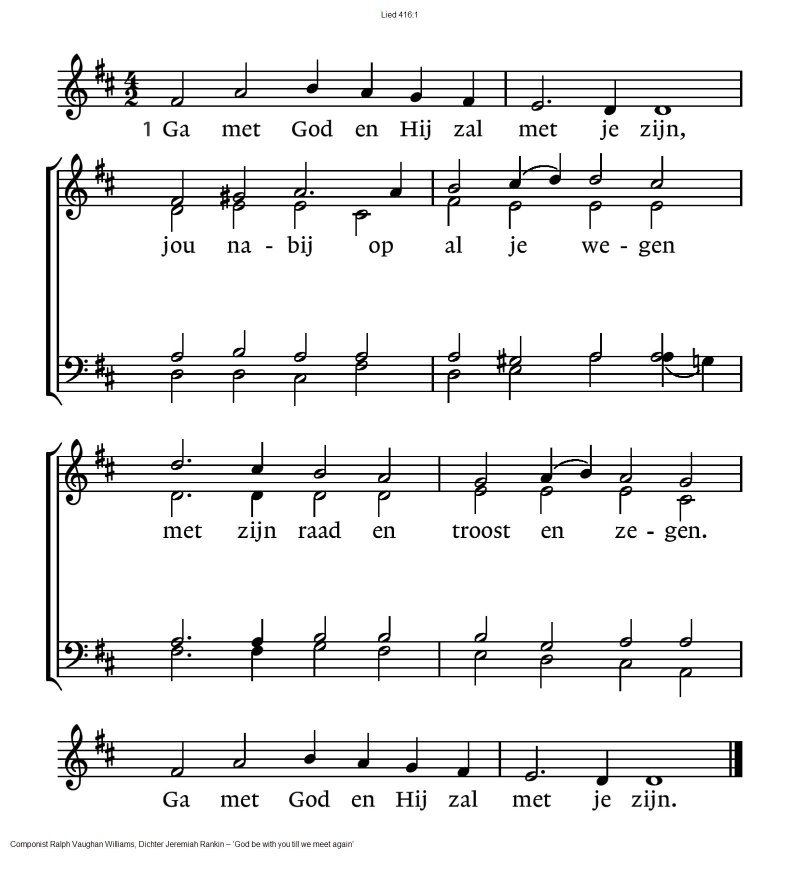 Lied 416:1
1 Ga met God en Hij zal met je zijn,
jou na - bij op al je we - gen
met zijn raad en troost en ze - gen.
Ga met God en Hij zal met je zijn.
Componist Ralph Vaughan Williams, Dichter Jeremiah Rankin – 'God be with you till we meet again'